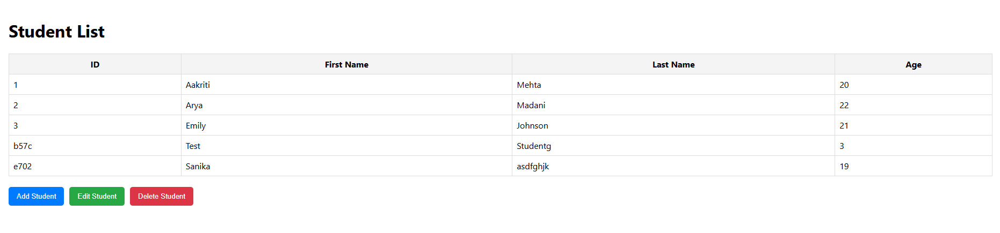 Student List
ID First Name Last Name Age
1 Aakriti Mehta 20
2 Arya Madani 22
3 Emily Johnson 21
b57c Test Studentg 3
e702 Sanika asdfghjk 19
Add Student Edit Student Delete Student